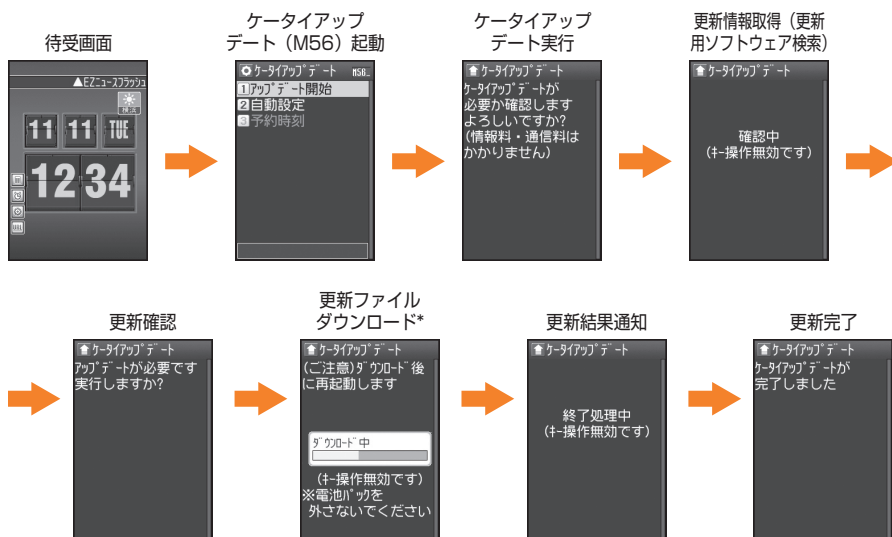 待受画面
▲EZニュースフラッシュ
横浜
11 11 TUE
12 34
ケータイアップ
デート（M56）起動
ｹｰﾀｲｱｯﾌﾟﾃﾞｰﾄ M56_
1ｱｯﾌﾟﾃﾞｰﾄ開始
2自動設定
3予約時刻
ケータイアップ
デート実行
ｹｰﾀｲｱｯﾌﾟﾃﾞｰﾄ
ｹｰﾀｲｱｯﾌﾟﾃﾞｰﾄが
必要か確認します
よろしいですか?
(情報料・通信料は
かかりません)
更新情報取得（更新
用ソフトウェア検索）
ｹｰﾀｲｱｯﾌﾟﾃﾞｰﾄ
確認中
(ｷｰ操作無効です)
更新確認
ｹｰﾀｲｱｯﾌﾟﾃﾞｰﾄ
ｱｯﾌﾟﾃﾞｰﾄが必要です
実行しますか?
更新ファイル
ダウンロード*
ｹｰﾀｲｱｯﾌﾟﾃﾞｰﾄ
(ご注意)ﾀﾞｳﾝﾛｰﾄﾞ後
に再起動します
ﾀﾞｳﾝﾛｰﾄﾞ中
(ｷｰ操作無効です)
※電池ﾊﾟｯｸを
外さないでください
更新結果通知
ｹｰﾀｲｱｯﾌﾟﾃﾞｰﾄ
終了処理中
(ｷｰ操作無効です)
更新完了
ｹｰﾀｲｱｯﾌﾟﾃﾞｰﾄ
ｹｰﾀｲｱｯﾌﾟﾃﾞｰﾄが
完了しました